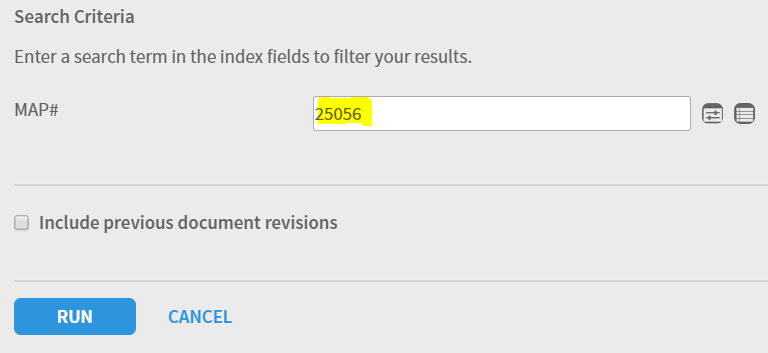 Search Criteria
Enter a search term in the index fields to filter your results.
MAP# 25056
Include previous document revisions
RUN CANCEL